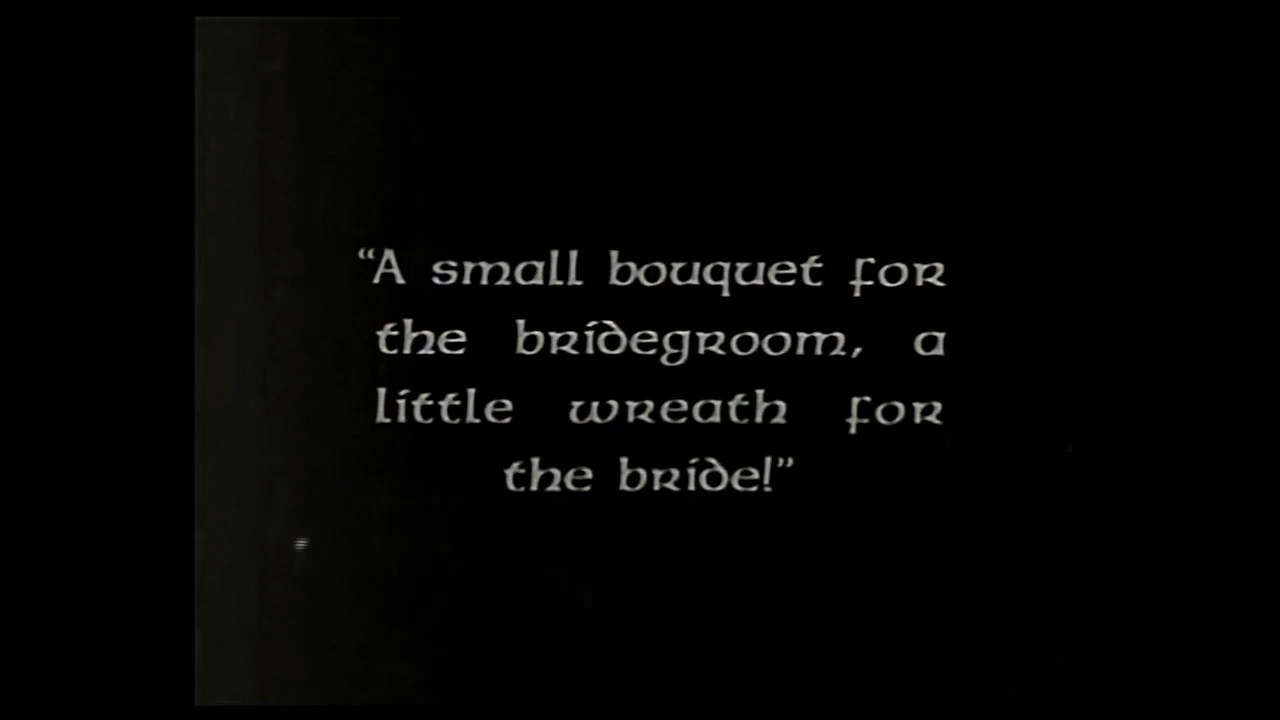 “A small bouquet for
the bridegroom, a
little wreath for
the bride!”